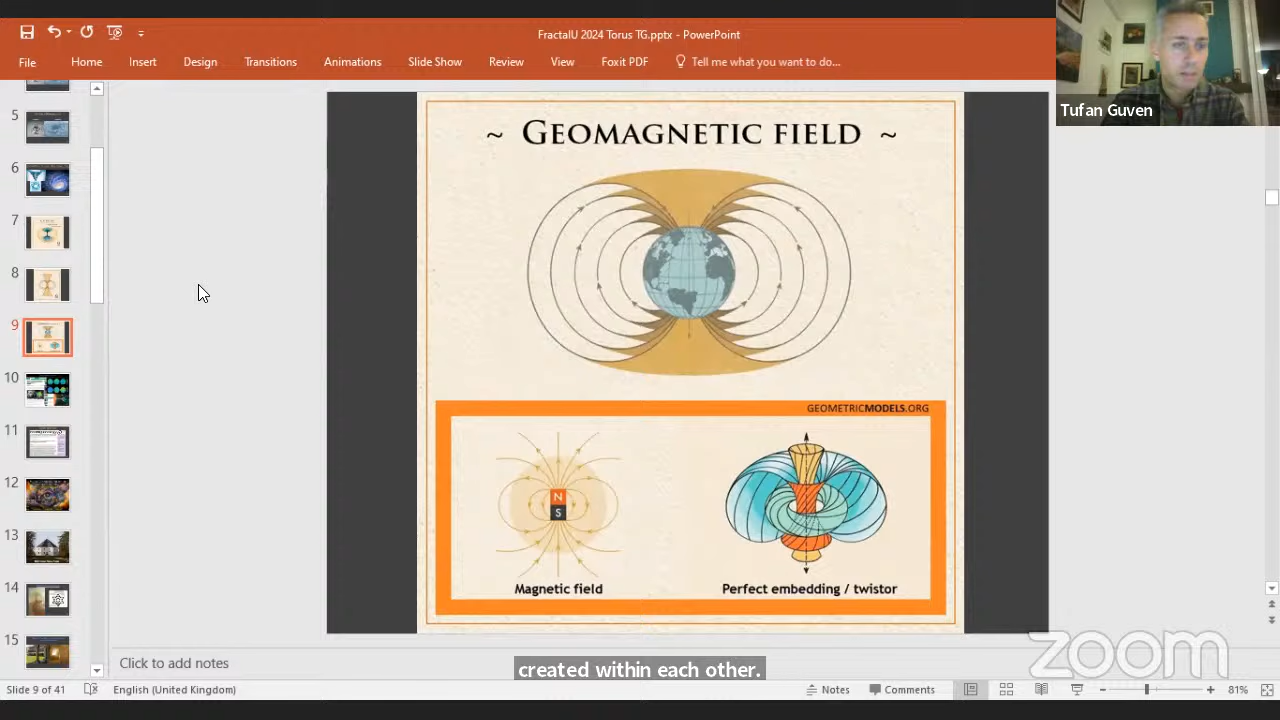 FractalU 2024 Torus TG.pptx - PowerPoint
File Home Insert Design Transitions Animations Slide Show Review View Foxit PDF Tell me what you want to do...
Tufan Guven
5
6
7
8
9
10
11
12
13
14
15
~ GEOMAGNETIC FIELD ~
GEOMETRICMODELS.ORG
N
S
Magnetic field
Perfect embedding / twistor
zoom
created within each other.
Click to add notes
Slide 9 of 41 English (United Kingdom) Notes Comments 81%